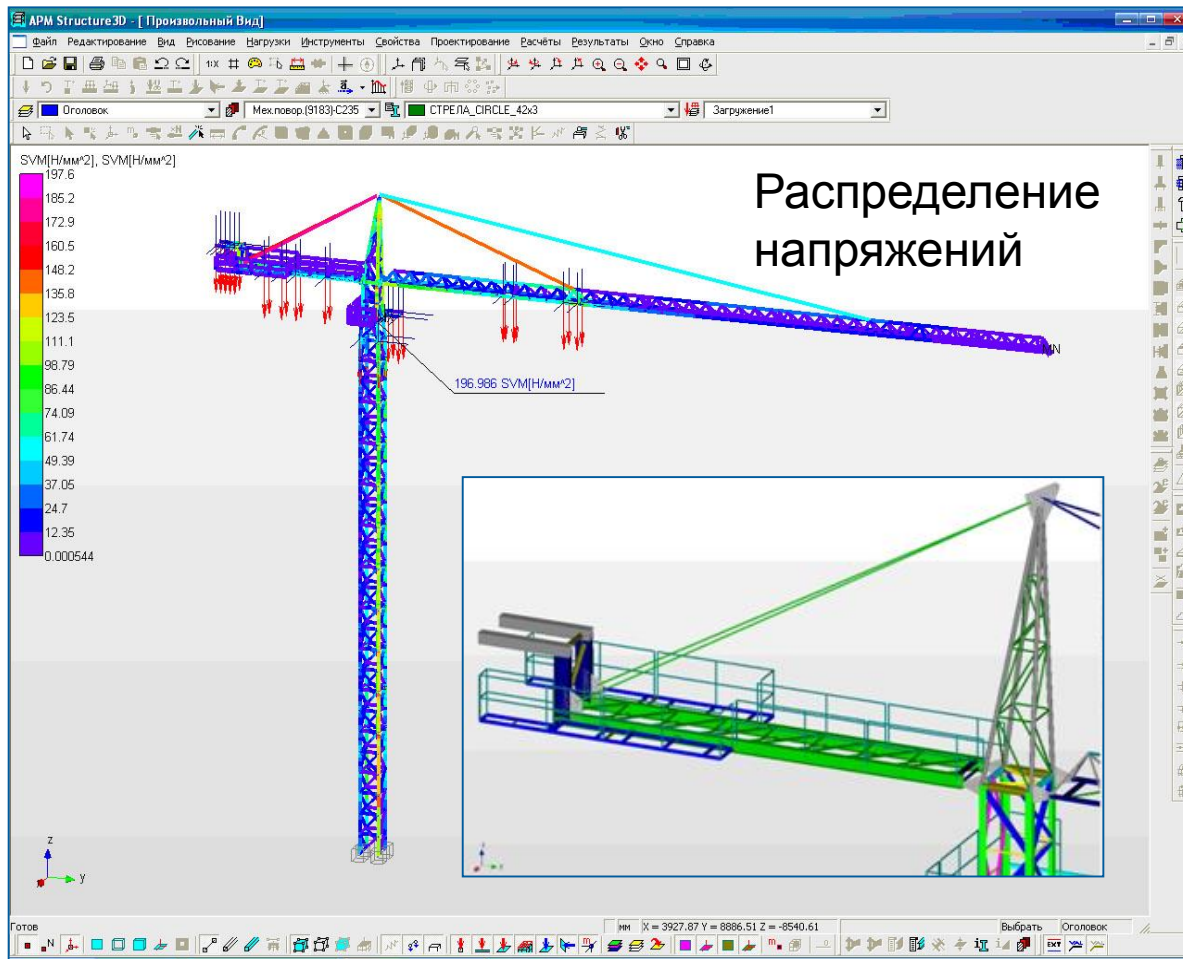 APM Structure3D - [ Произвольный Вид]
Файл Редактирование Вид Рисование Нагрузки Инструменты Свойства Проектирование Расчёты Результаты Окно Справка
Оголовок Мех.повор.(9183)-С235 СТРЕЛА_CIRCLE_42x3 Загружение1
SVM[Н/мм^2], SVM[Н/мм^2]
197.6
185.2
172.9
160.5
148.2
135.8
123.5
111.1
98.79
86.44
74.09
61.74
49.39
37.05
24.7
12.35
0.000544
Распределение
напряжений
MN
196.986 SVM[Н/мм^2]
z
y
Готов мм X = 3927.87 Y = 8886.51 Z = -8540.61 Выбрать Оголовок
EXT